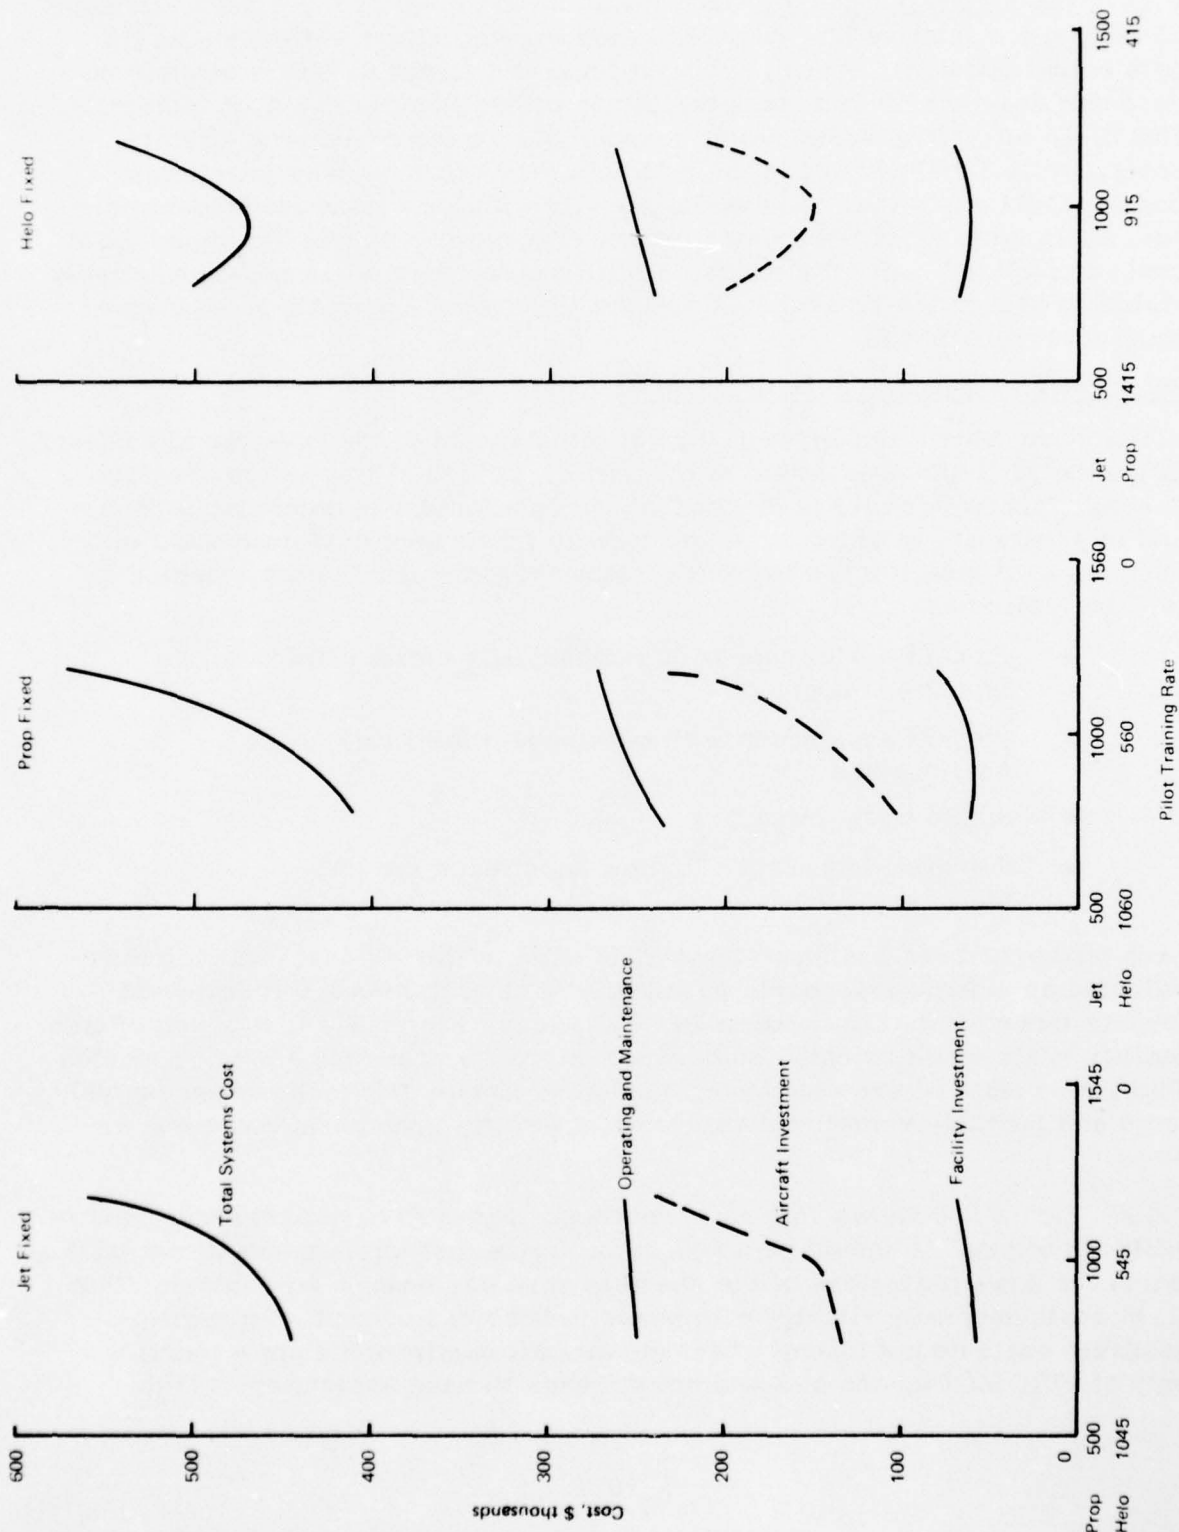 Jet Fixed
Prop Fixed
Helo Fixed
600
500
400
300
200
100
0
Cost, $ thousands
Total Systems Cost
Operating and Maintenance
Aircraft Investment
Facility Investment
Prop 500 1000 1545
Helo 1045 545 0
Jet 500 1000 1560
Helo 1060 560 0
Jet 500 1000 1500
Prop 1415 915 415
Pilot Training Rate